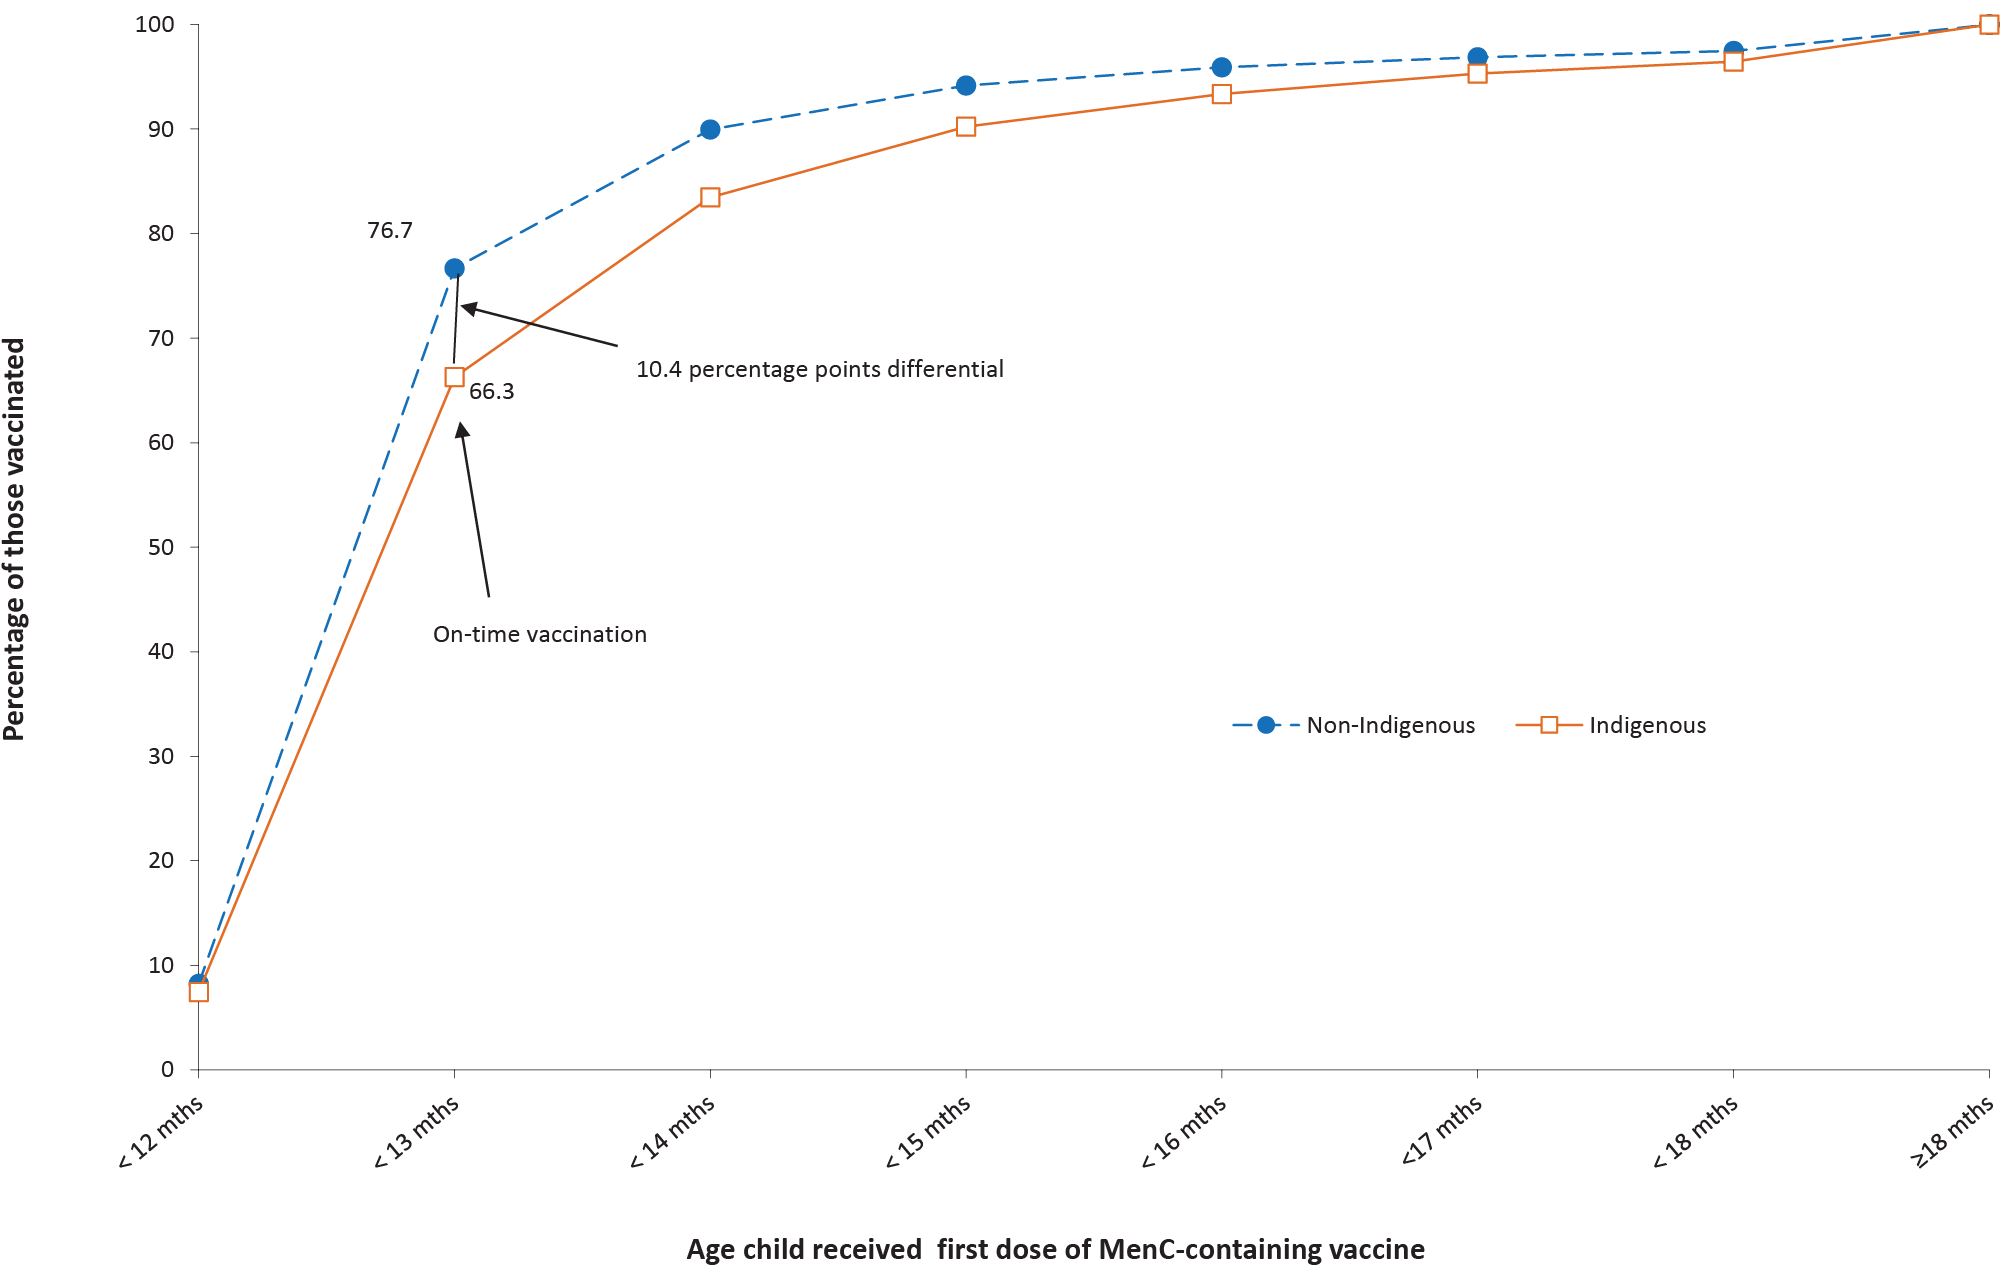 Percentage of those vaccinated
100
90
80
70
60
50
40
30
20
10
0
76.7
66.3
10.4 percentage points differential
On-time vaccination
Non-Indigenous
Indigenous
< 12 mths
< 13 mths
< 14 mths
< 15 mths
< 16 mths
<17 mths
< 18 mths
≥18 mths
Age child received  first dose of MenC-containing vaccine